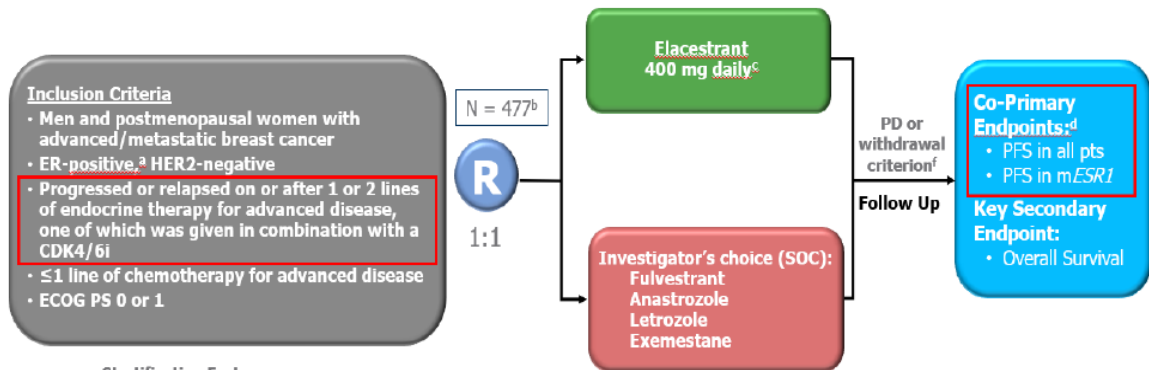 Inclusion Criteria
• Men and postmenopausal women with
advanced/metastatic breast cancer
• ER-positive,a HER2-negative
• Progressed or relapsed on or after 1 or 2 lines
of endocrine therapy for advanced disease,
one of which was given in combination with a
CDK4/6i
• ≤1 line of chemotherapy for advanced disease
• ECOG PS 0 or 1
N = 477b
R
1:1
Elacestrant
400 mg dailyc
Investigator's choice (SOC):
Fulvestrant
Anastrozole
Letrozole
Exemestane
PD or
withdrawal
criterionf
Follow Up
Co-Primary
Endpoints:d
• PFS in all pts
• PFS in mESR1
Key Secondary
Endpoint:
• Overall Survival